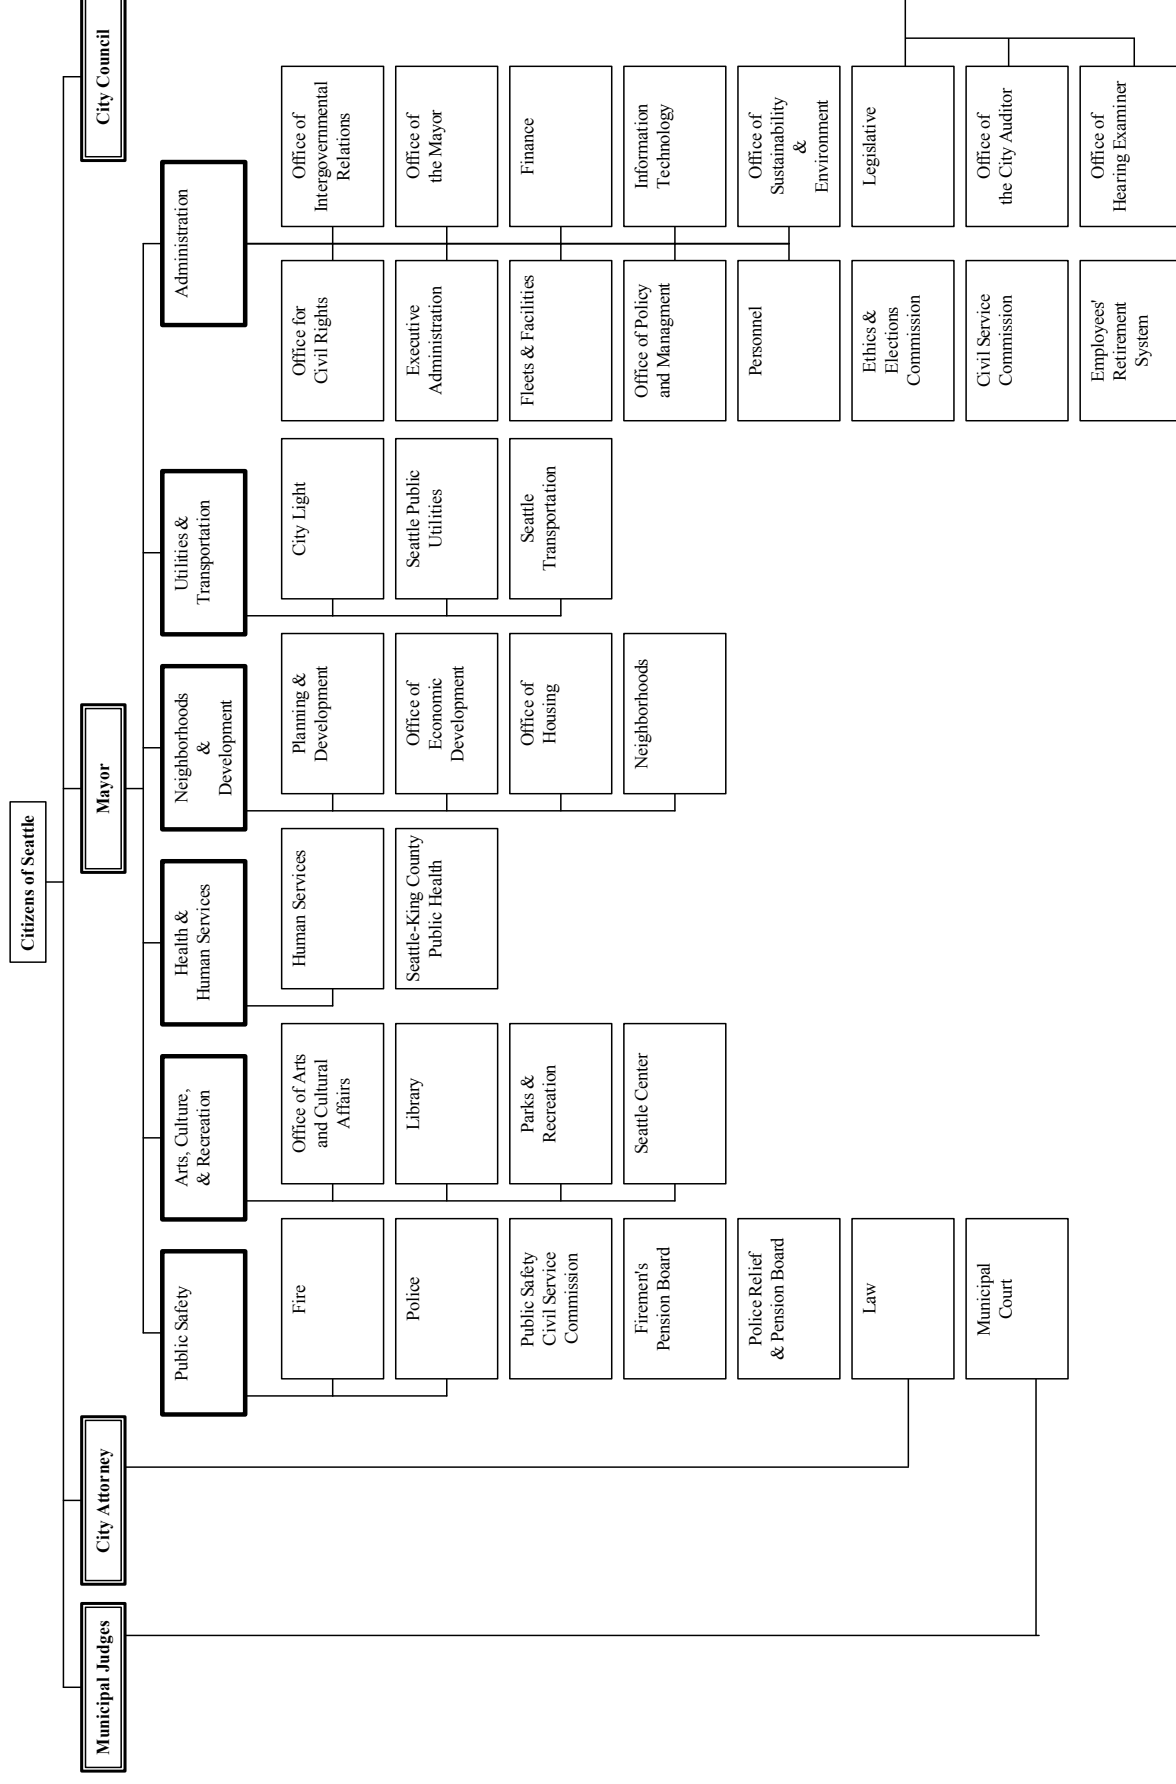 Citizens of Seattle
Municipal Judges
City Attorney
Mayor
City Council
Public Safety
Arts, Culture,
& Recreation
Health &
Human Services
Neighborhoods
&
Development
Utilities &
Transportation
Administration
Fire
Police
Public Safety
Civil Service
Commission
Firemen's
Pension Board
Police Relief
& Pension Board
Law
Municipal
Court
Office of Arts
and Cultural
Affairs
Library
Parks &
Recreation
Seattle Center
Human Services
Seattle-King County
Public Health
Planning &
Development
Office of
Economic
Development
Office of
Housing
Neighborhoods
City Light
Seattle Public
Utilities
Seattle
Transportation
Office for
Civil Rights
Executive
Administration
Fleets & Facilities
Office of Policy
and Managment
Personnel
Ethics &
Elections
Commission
Civil Service
Commission
Employees'
Retirement
System
Office of
Intergovernmental
Relations
Office of
the Mayor
Finance
Information
Technology
Office of
Sustainability
&
Environment
Legislative
Office of
the City Auditor
Office of
Hearing Examiner